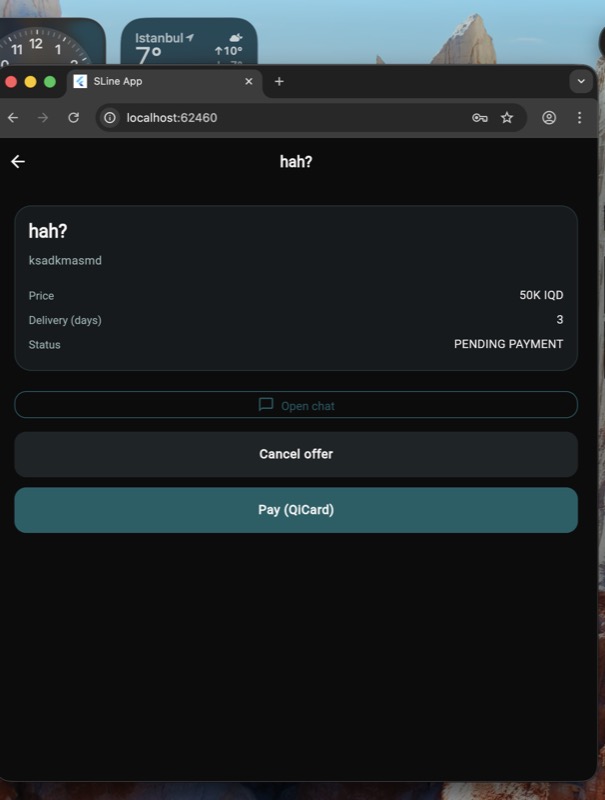 11 12 1
Istanbul
7°
↑10°
SLine App
localhost:62460
hah?
hah?
ksadkmasmd
Price
50K IQD
Delivery (days)
3
Status
PENDING PAYMENT
Open chat
Cancel offer
Pay (QiCard)